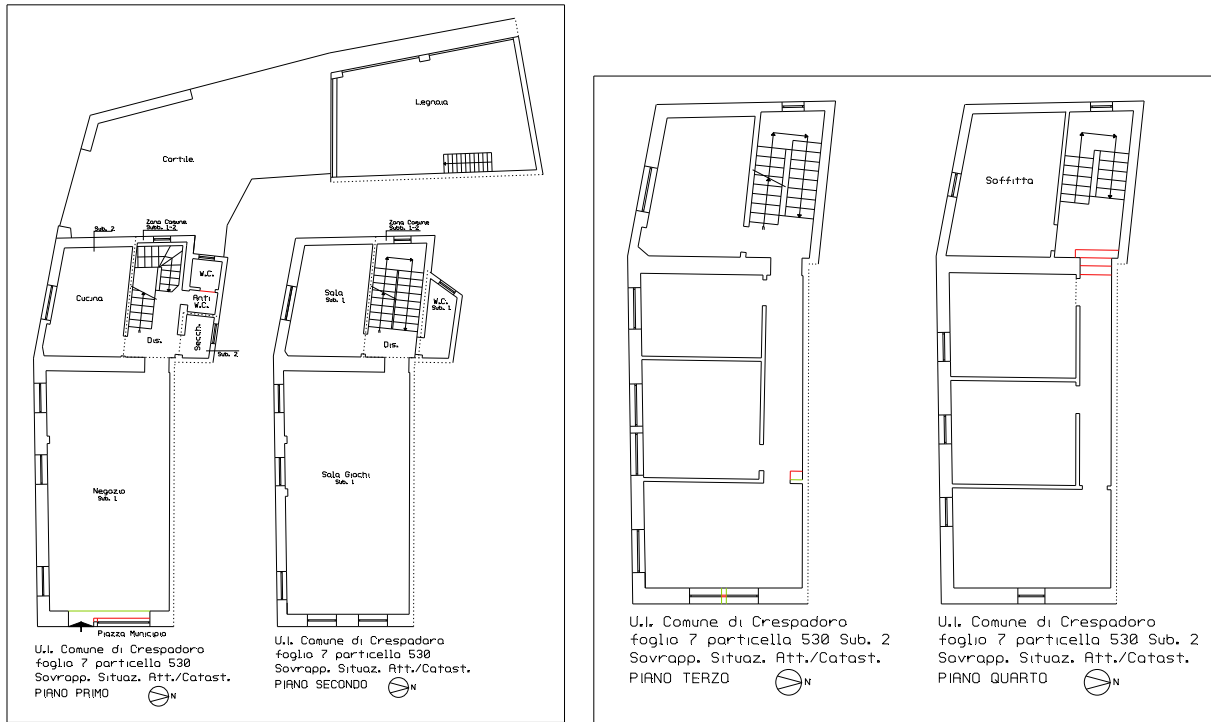 Legnaia
Cortile
Sub. 2
Zona Comune
Subb. 1-2
W.C.
Cucina
Anti
W.C.
Secch.
Dis.
Sub. 2
Negozio
Sub. 1
Piazza Municipio
U.I. Comune di Crespadoro
foglio 7 particella 530
Sovrapp. Situaz. Att./Catast.
PIANO PRIMO
N
Zona Comune
Subb. 1-2
Sala
Sub. 1
W.C.
Sub. 1
Dis.
Sala Giochi
Sub. 1
U.I. Comune di Crespadoro
foglio 7 particella 530
Sovrapp. Situaz. Att./Catast.
PIANO SECONDO
N
U.I. Comune di Crespadoro
foglio 7 particella 530 Sub. 2
Sovrapp. Situaz. Att./Catast.
PIANO TERZO
N
Soffitta
U.I. Comune di Crespadoro
foglio 7 particella 530 Sub. 2
Sovrapp. Situaz. Att./Catast.
PIANO QUARTO
N